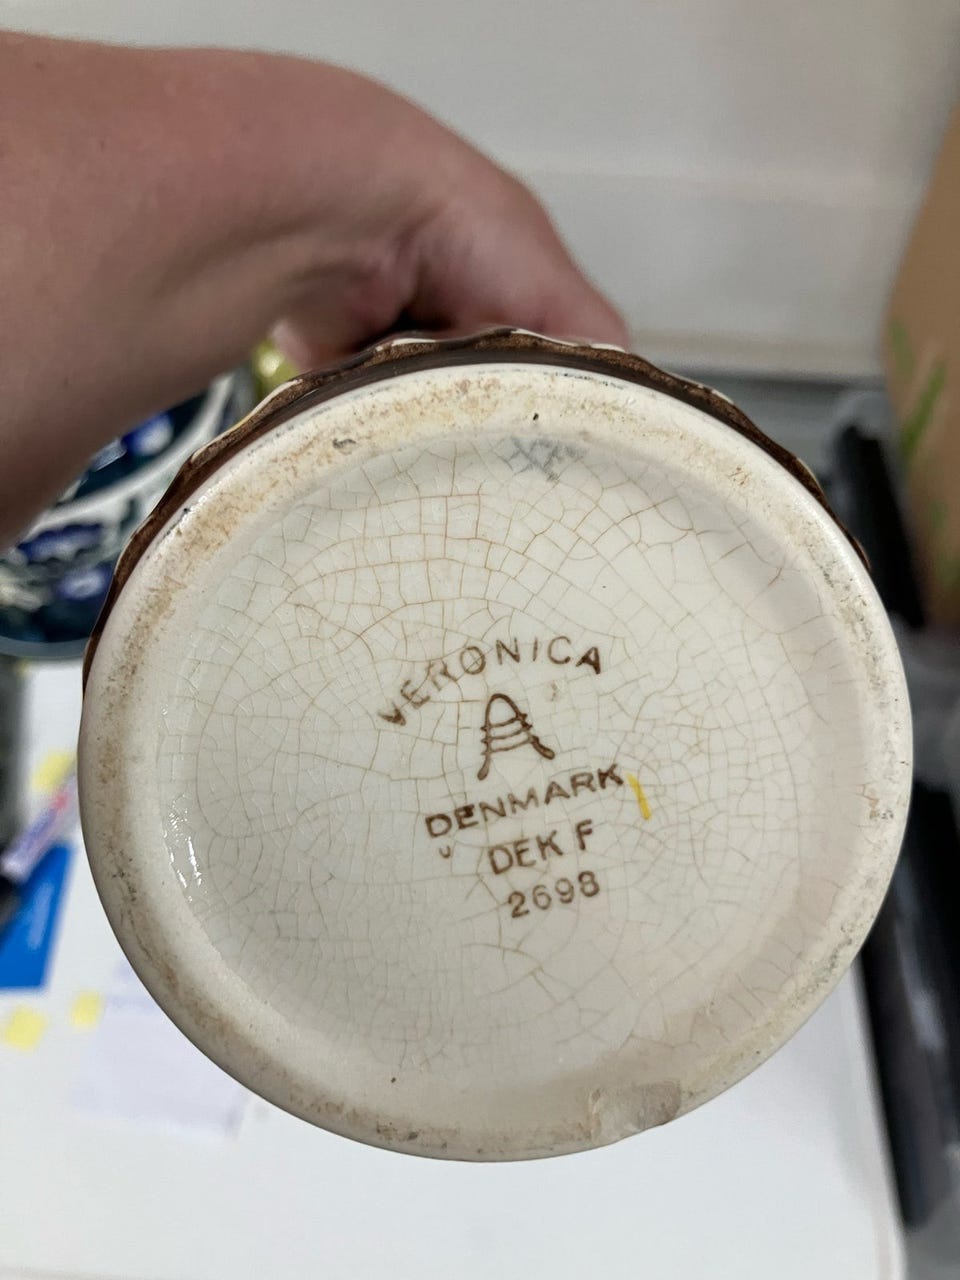 VERONICA
DENMARK
DEK F
2698